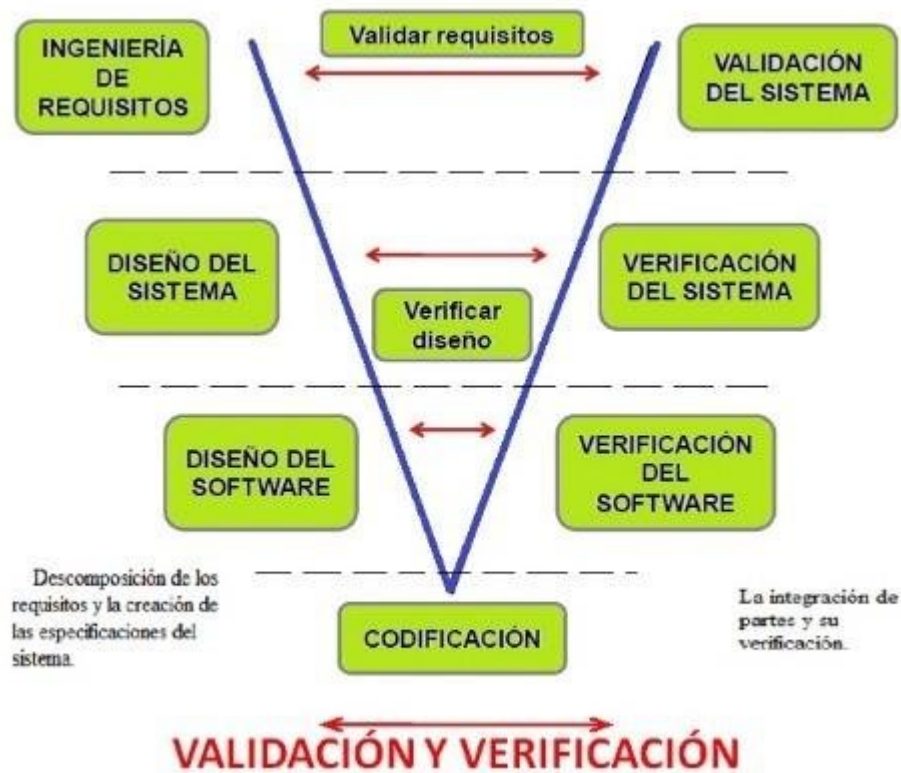 INGENIERÍA
DE
REQUISITOS
Validar requisitos
VALIDACIÓN
DEL SISTEMA
DISEÑO DEL
SISTEMA
Verificar
diseño
VERIFICACIÓN
DEL SISTEMA
DISEÑO DEL
SOFTWARE
VERIFICACIÓN
DEL
SOFTWARE
Descomposición de los
requisitos y la creación de
las especificaciones del
sistema.
CODIFICACIÓN
La integración de
partes y su
verificación.
VALIDACIÓN Y VERIFICACIÓN